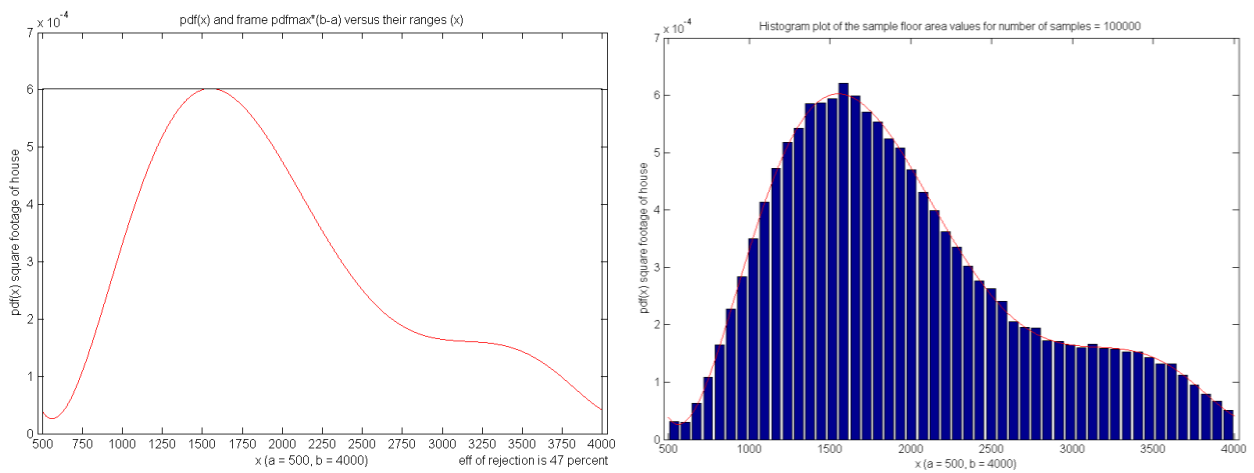 pdf(x) and frame pdfmax*(b-a) versus their ranges (x)
x 10⁻⁴
7
6
5
4
3
2
1
0
pdf(x) square footage of house
500 750 1000 1250 1500 1750 2000 2250 2500 2750 3000 3250 3500 3750 4000
x (a = 500, b = 4000)
eff of rejection is 47 percent
Histogram plot of the sample floor area values for number of samples = 100000
x 10⁻⁴
7
6
5
4
3
2
1
0
pdf(x) square footage of house
500 1000 1500 2000 2500 3000 3500 4000
x (a = 500, b = 4000)